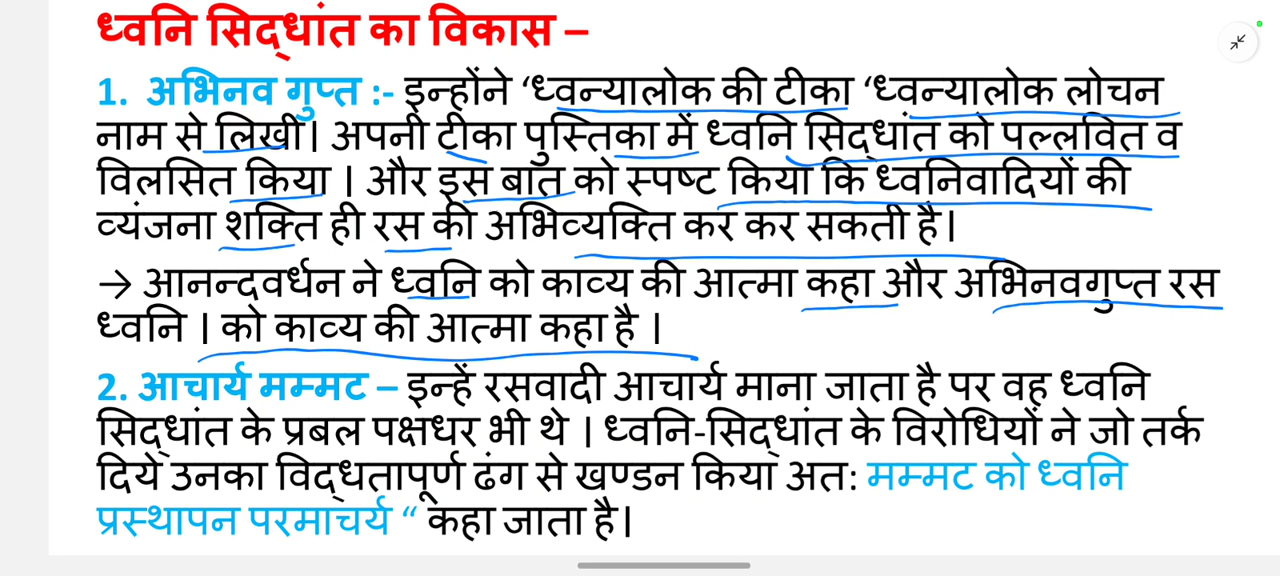 ध्वनि सिद्धांत का विकास –
1. अभिनव गुप्त :- इन्होंने ‘ध्वन्यालोक की टीका ‘ध्वन्यालोक लोचन
नाम से लिखी| अपनी टीका पुस्तिका में ध्वनि सिद्धांत को पल्लवित व
विलसित किया | और इस बात को स्पष्ट किया कि ध्वनिवादियों की
व्यंजना शक्ति ही रस की अभिव्यक्ति कर कर सकती है|
→ आनन्दवर्धन ने ध्वनि को काव्य की आत्मा कहा और अभिनवगुप्त रस
ध्वनि | को काव्य की आत्मा कहा है |
2. आचार्य मम्मट – इन्हें रसवादी आचार्य माना जाता है पर वह ध्वनि
सिद्धांत के प्रबल पक्षधर भी थे | ध्वनि-सिद्धांत के विरोधियों ने जो तर्क
दिये उनका विद्धतापूर्ण ढंग से खण्डन किया अत: मम्मट को ध्वनि
प्रस्थापन परमाचर्य “ कहा जाता है|